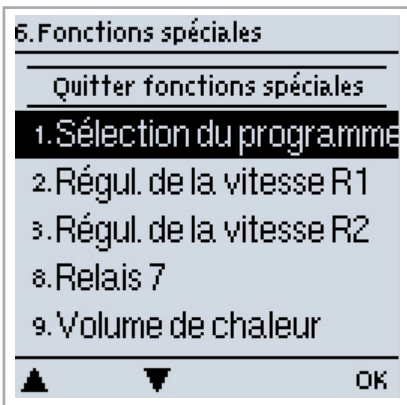 6.Fonctions spéciales
Quitter fonctions spéciales
1.Sélection du programme
2.Régul. de la vitesse R1
3.Régul. de la vitesse R2
8.Relais 7
9.Volume de chaleur
▲ ▼ OK